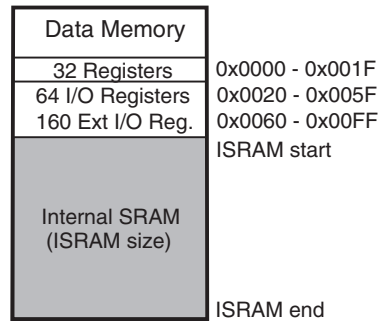 Data Memory
32 Registers 0x0000 - 0x001F
64 I/O Registers 0x0020 - 0x005F
160 Ext I/O Reg. 0x0060 - 0x00FF
ISRAM start
Internal SRAM
(ISRAM size)
ISRAM end